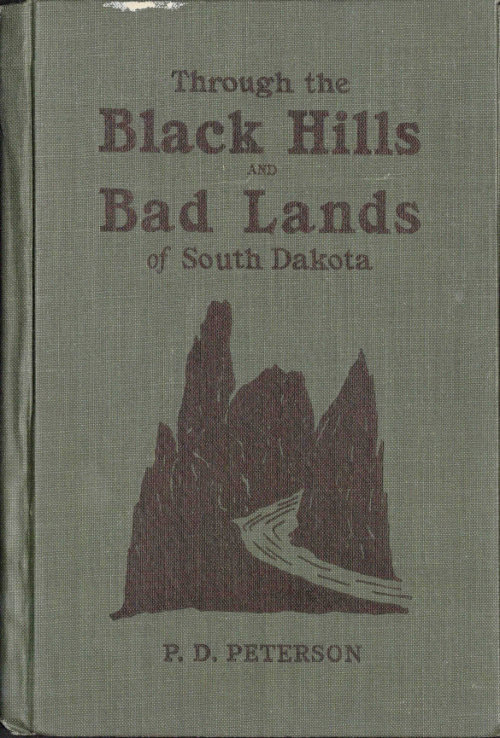 Through the
Black Hills
AND
Bad Lands
of South Dakota
P. D. PETERSON